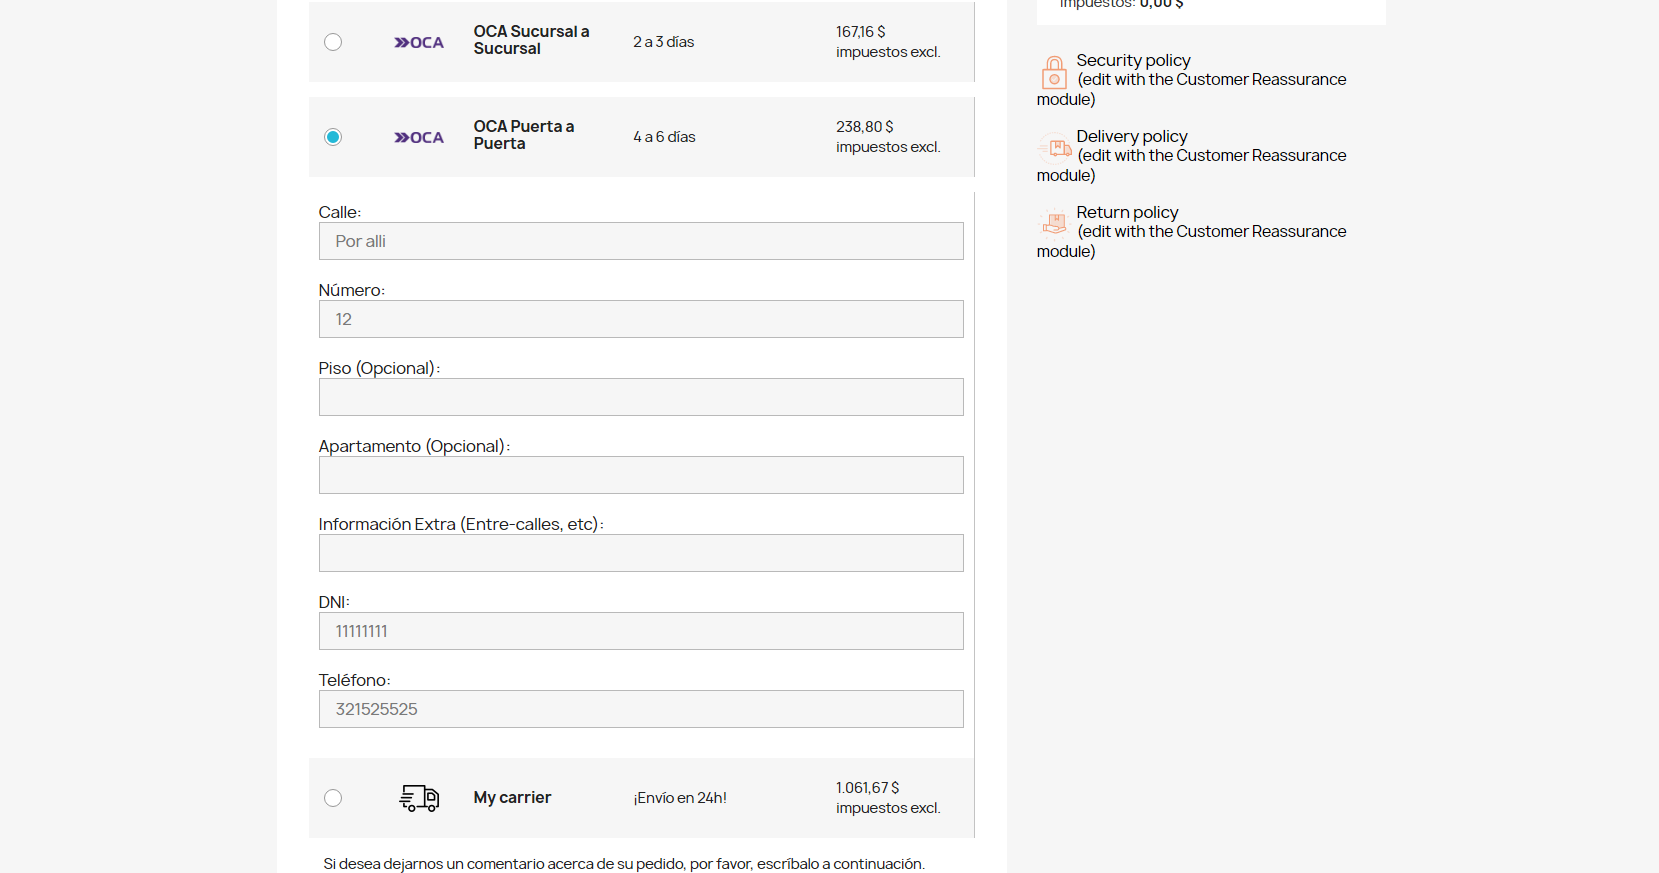 OCA
OCA Sucursal a
Sucursal
2 a 3 días
167,16 $
impuestos excl.
OCA
OCA Puerta a
Puerta
4 a 6 días
238,80 $
impuestos excl.
Calle:
Por alli
Número:
12
Piso (Opcional):
Apartamento (Opcional):
Información Extra (Entre-calles, etc):
DNI:
11111111
Teléfono:
321525525
My carrier
¡Envío en 24h!
1.061,67 $
impuestos excl.
Si desea dejarnos un comentario acerca de su pedido, por favor, escríbalo a continuación.
Impuestos: 0,00 $
Security policy
(edit with the Customer Reassurance
module)
Delivery policy
(edit with the Customer Reassurance
module)
Return policy
(edit with the Customer Reassurance
module)